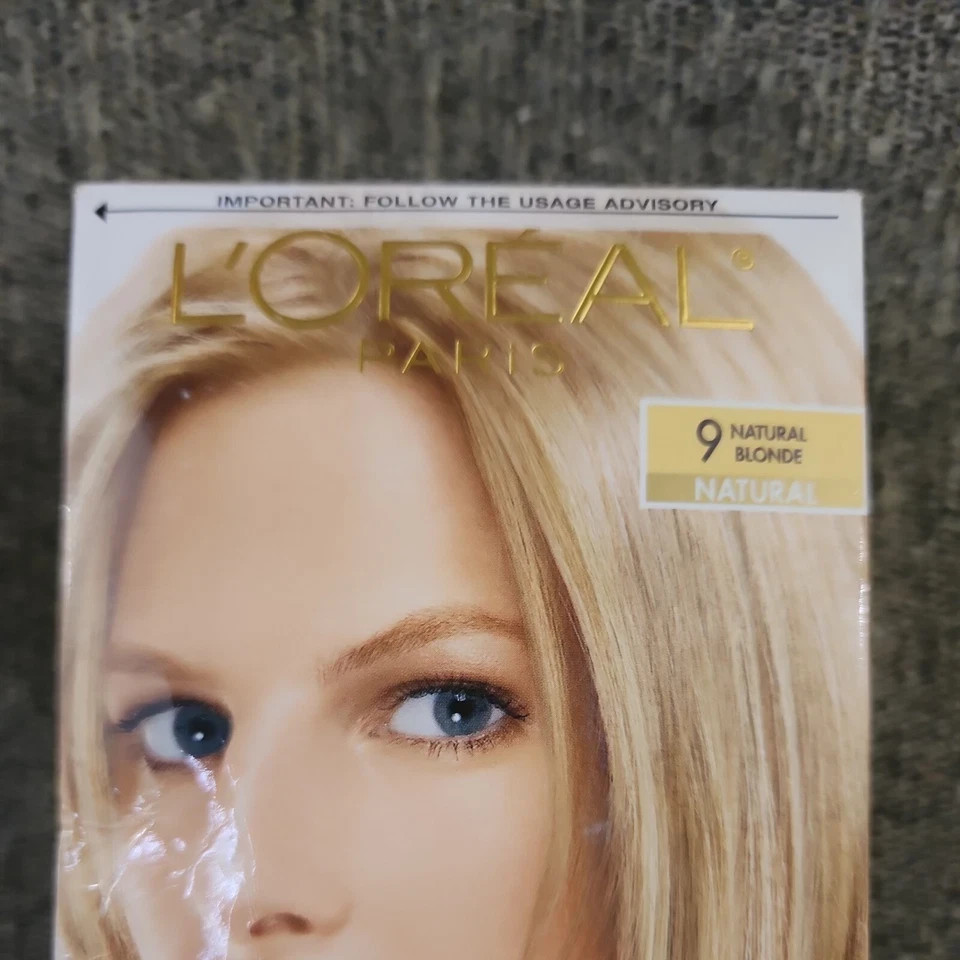 IMPORTANT: FOLLOW THE USAGE ADVISORY
L'ORÉAL®
PARIS
9 NATURAL
BLONDE
NATURAL